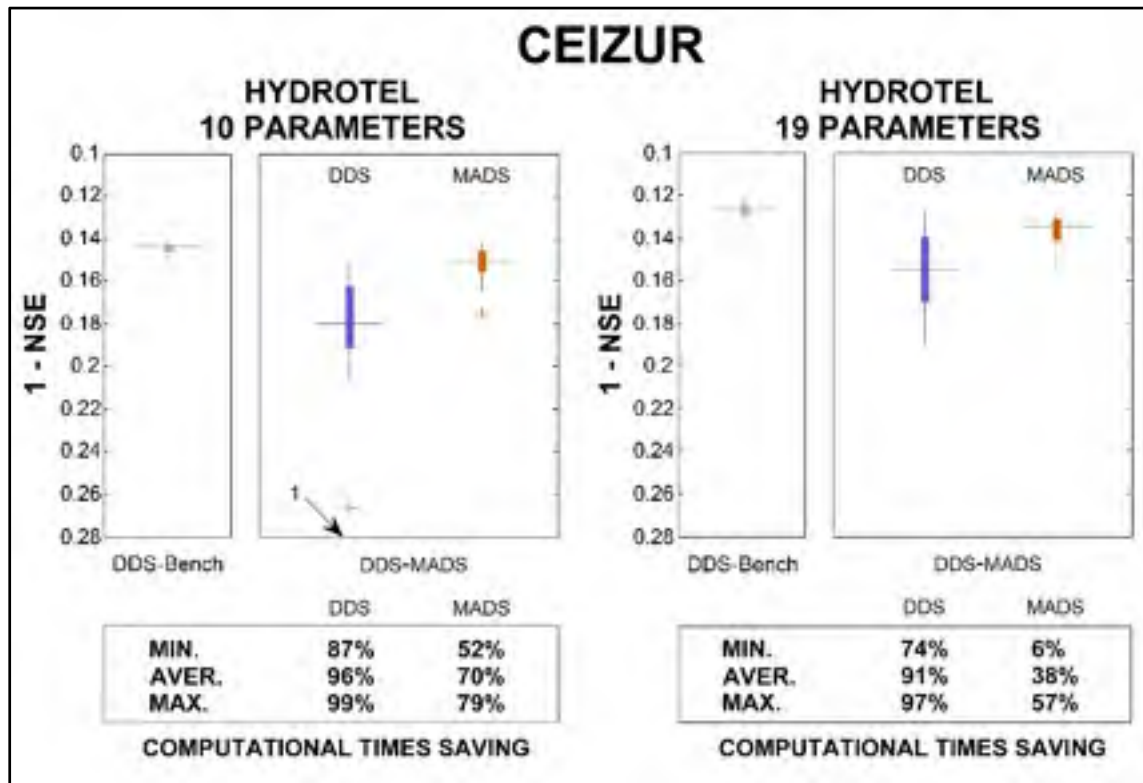 CEIZUR
HYDROTEL
10 PARAMETERS
1 - NSE
0.1
0.12
0.14
0.16
0.18
0.2
0.22
0.24
0.26
0.28
DDS
MADS
1
DDS-Bench
DDS-MADS
DDS MADS
MIN. 87% 52%
AVER. 96% 70%
MAX. 99% 79%
COMPUTATIONAL TIMES SAVING
HYDROTEL
19 PARAMETERS
1 - NSE
0.1
0.12
0.14
0.16
0.18
0.2
0.22
0.24
0.26
0.28
DDS
MADS
DDS-Bench
DDS-MADS
DDS MADS
MIN. 74% 6%
AVER. 91% 38%
MAX. 97% 57%
COMPUTATIONAL TIMES SAVING